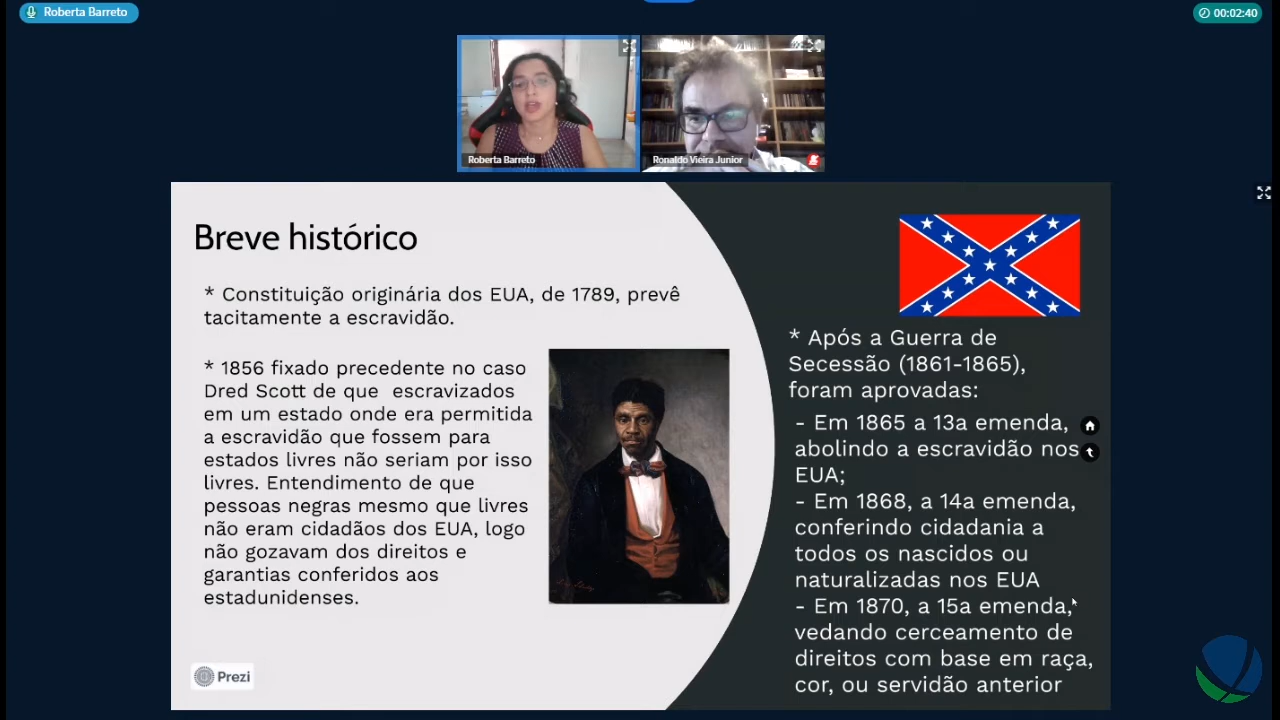 Roberta Barreto
00:02:40
Roberta Barreto
Ronaldo Vieira Junior
Breve histórico
* Constituição originária dos EUA, de 1789, prevê
tacitamente a escravidão.
* 1856 fixado precedente no caso
Dred Scott de que escravizados
em um estado onde era permitida
a escravidão que fossem para
estados livres não seriam por isso
livres. Entendimento de que
pessoas negras mesmo que livres
não eram cidadãos dos EUA, logo
não gozavam dos direitos e
garantias conferidos aos
estadunidenses.
Prezi
* Após a Guerra de
Secessão (1861-1865),
foram aprovadas:
- Em 1865 a 13a emenda,
abolindo a escravidão nos
EUA;
- Em 1868, a 14a emenda,
conferindo cidadania a
todos os nascidos ou
naturalizadas nos EUA
- Em 1870, a 15a emenda,
vedando cerceamento de
direitos com base em raça,
cor, ou servidão anterior